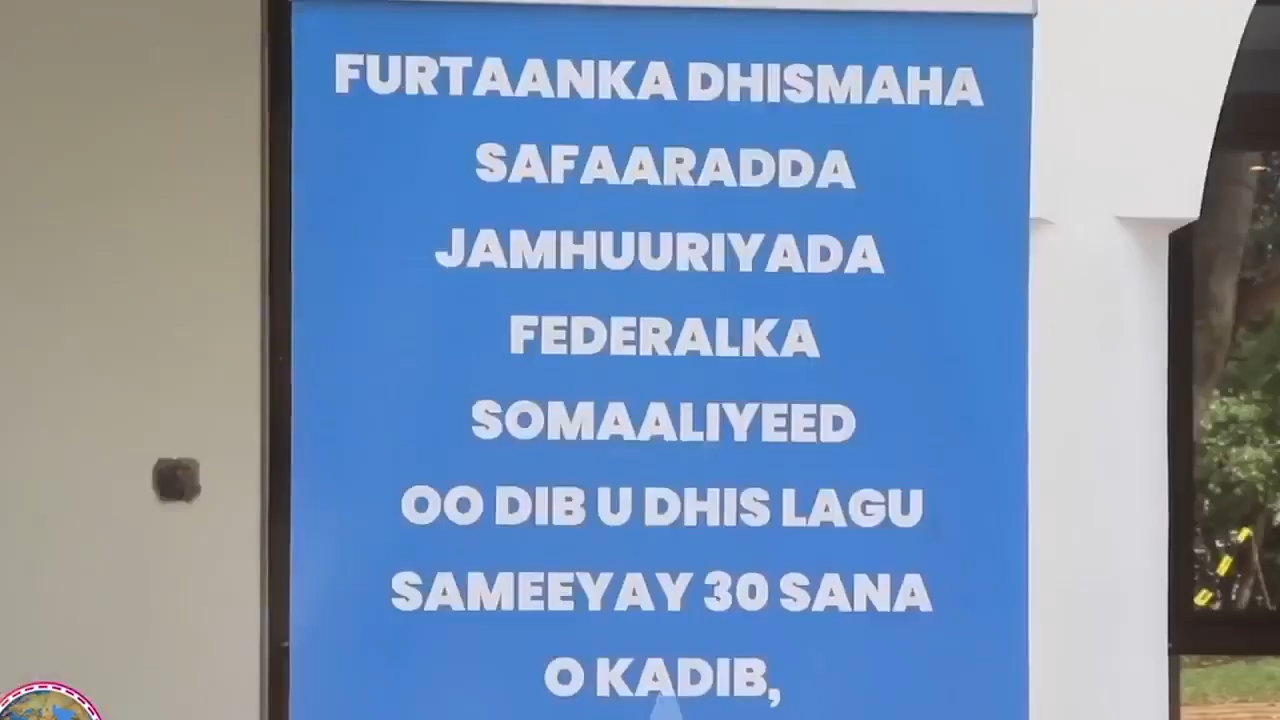 FURTAANKA DHISMAHA
SAFAARADDA
JAMHUURIYADA
FEDERALKA
SOMAALIYEED
OO DIB U DHIS LAGU
SAMEEYAY 30 SANA
O KADIB,